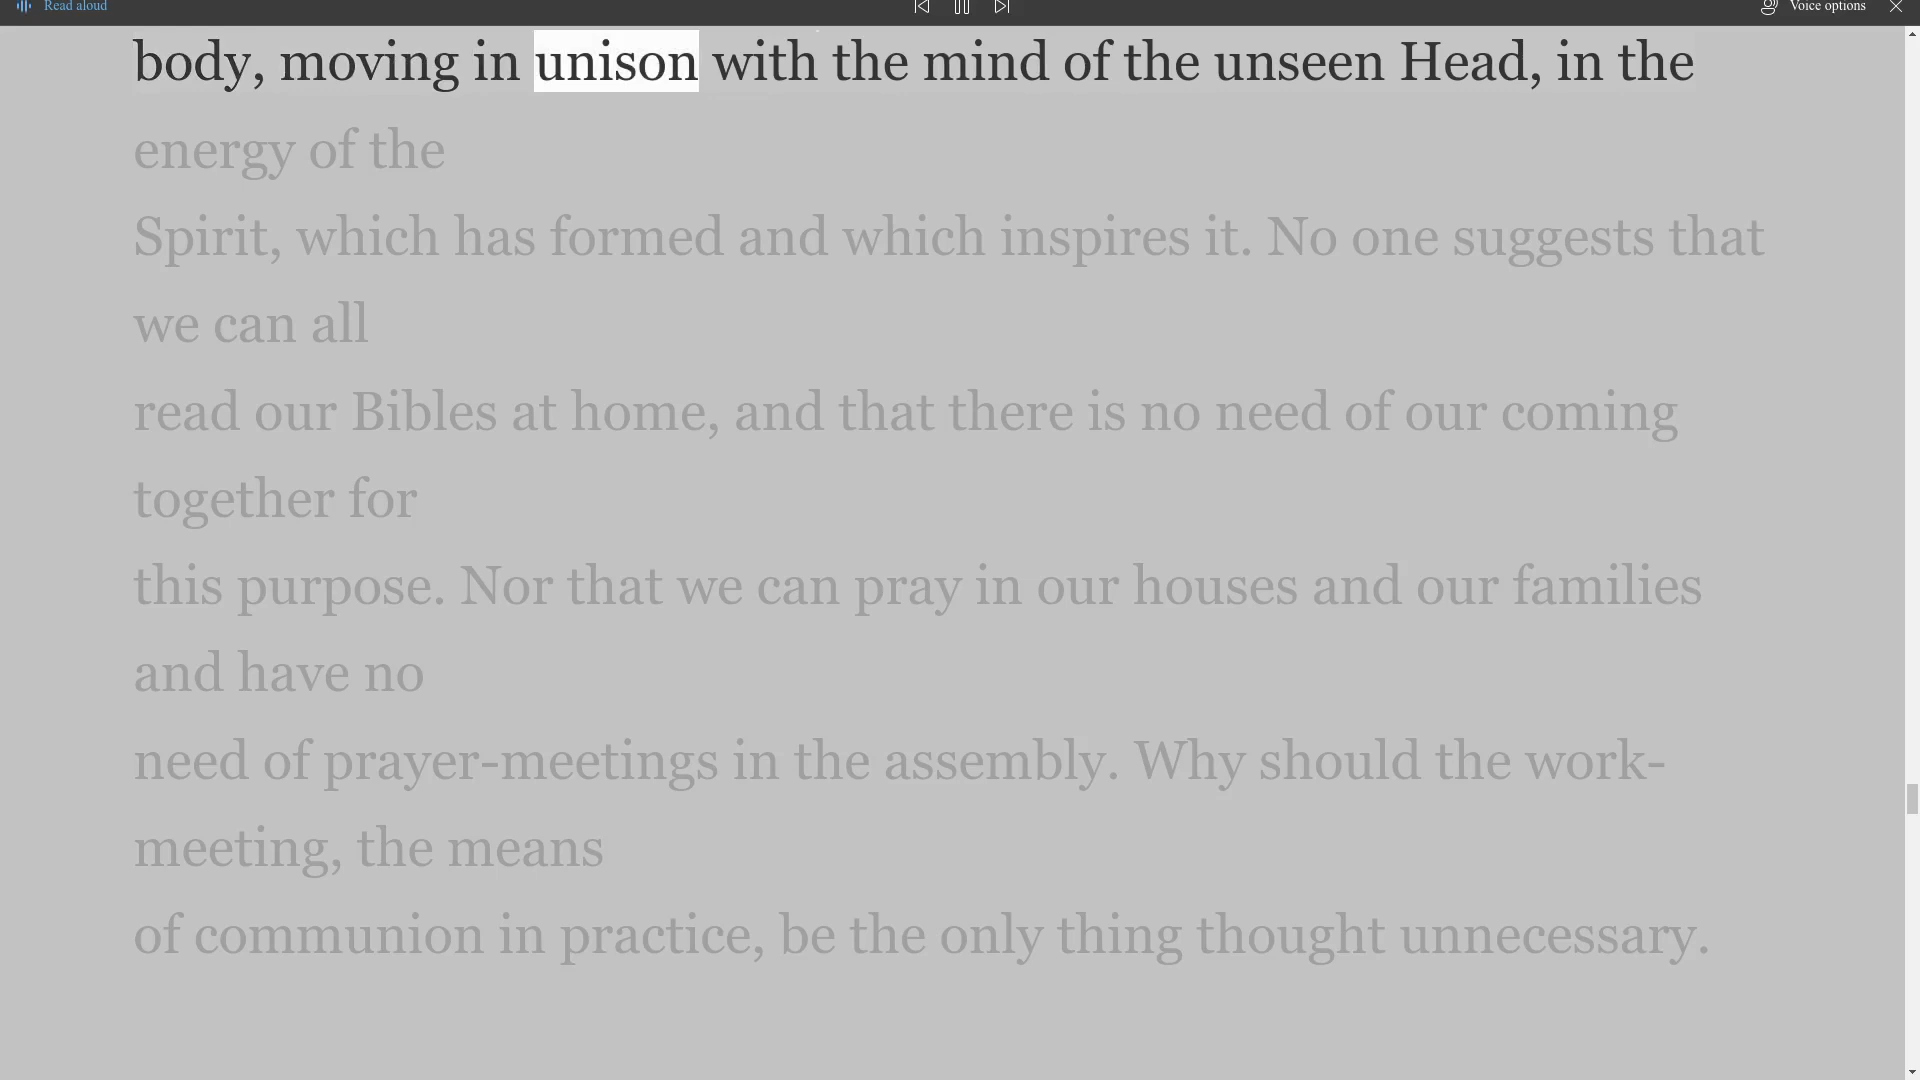 Read aloud
Voice options
body, moving in unison with the mind of the unseen Head, in the
energy of the
Spirit, which has formed and which inspires it. No one suggests that
we can all
read our Bibles at home, and that there is no need of our coming
together for
this purpose. Nor that we can pray in our houses and our families
and have no
need of prayer-meetings in the assembly. Why should the work-
meeting, the means
of communion in practice, be the only thing thought unnecessary.